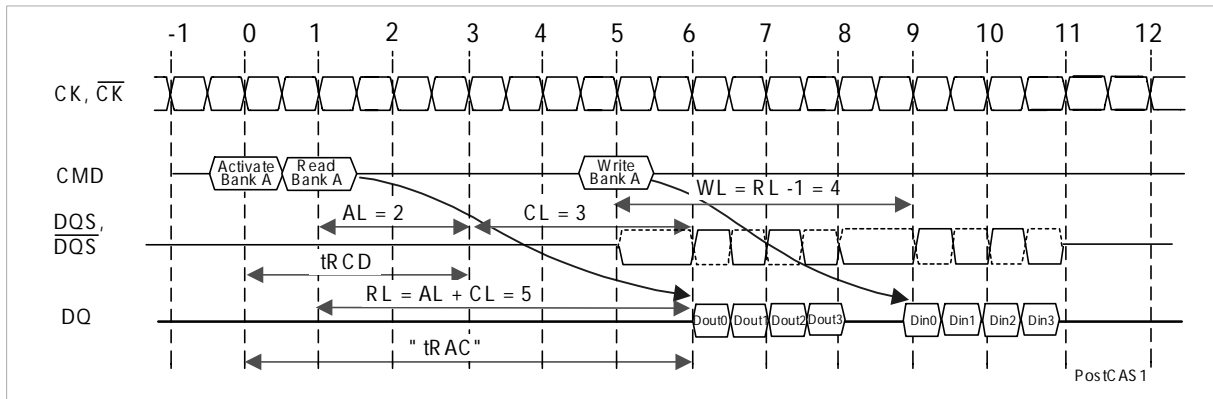 -1 0 1 2 3 4 5 6 7 8 9 10 11 12
CK, CK
CMD
Activate Bank A
Read Bank A
Write Bank A
WL = RL -1 = 4
AL = 2
CL = 3
DQS,
DQS
tRCD
RL = AL + CL = 5
DQ
Dout0 Dout1 Dout2 Dout3 Din0 Din1 Din2 Din3
" tRAC"
PostCAS1